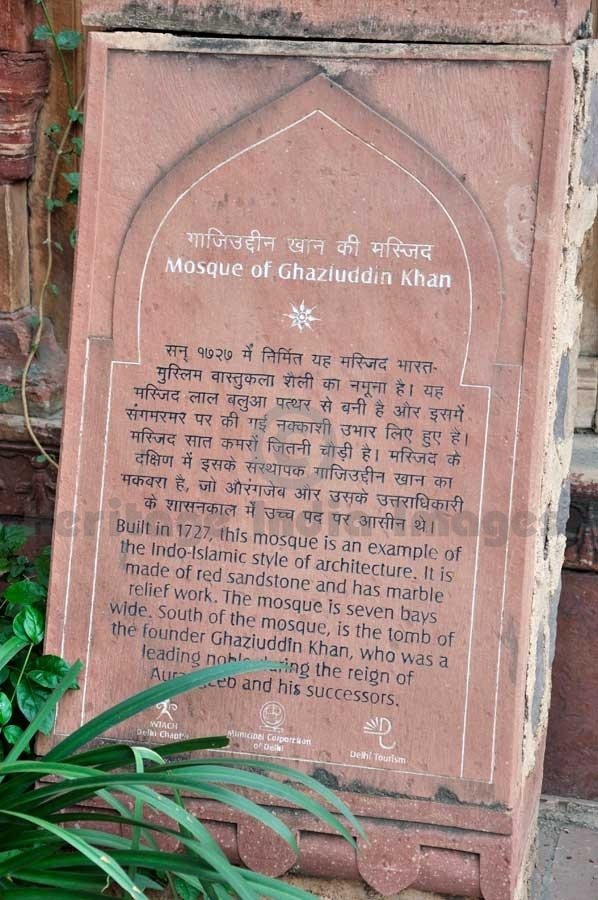 गाजिउद्दीन खान की मस्जिद
Mosque of Ghaziuddin Khan
सन् १७२७ में निर्मित यह मस्जिद भारत-
मुस्लिम वास्तुकला शैली का नमूना है। यह
मस्जिद लाल बलुआ पत्थर से बनी है और इसमें
संगमरमर पर की गई नक्काशी उभार लिए हुए है।
मस्जिद सात कमरों जितनी चौड़ी है। मस्जिद के
दक्षिण में इसके संस्थापक गाजिउद्दीन खान का
मकवरा है, जो औरंगजेब और उसके उत्तराधिकारी
के शासनकाल में उच्च पद पर आसीन थे।
Built in 1727, this mosque is an example of
the Indo-Islamic style of architecture. It is
made of red sandstone and has marble
relief work. The mosque is seven bays
wide. South of the mosque, is the tomb of
the founder Ghaziuddin Khan, who was a
leading the reign of
and his successors.
INTACH
Delhi Chapter
Municipal Corporation
of Delhi
Delhi Tourism
Heritage India Images